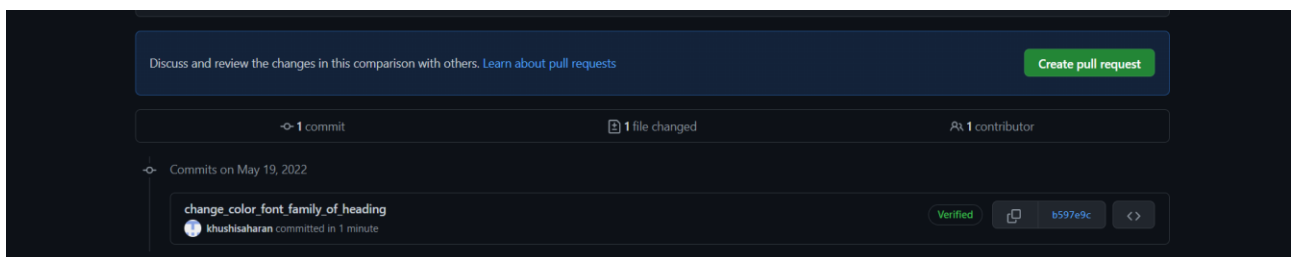 Discuss and review the changes in this comparison with others. Learn about pull requests
Create pull request
1 commit
1 file changed
1 contributor
Commits on May 19, 2022
change_color_font_family_of_heading
Verified
b597e9c
khushisaharan committed in 1 minute